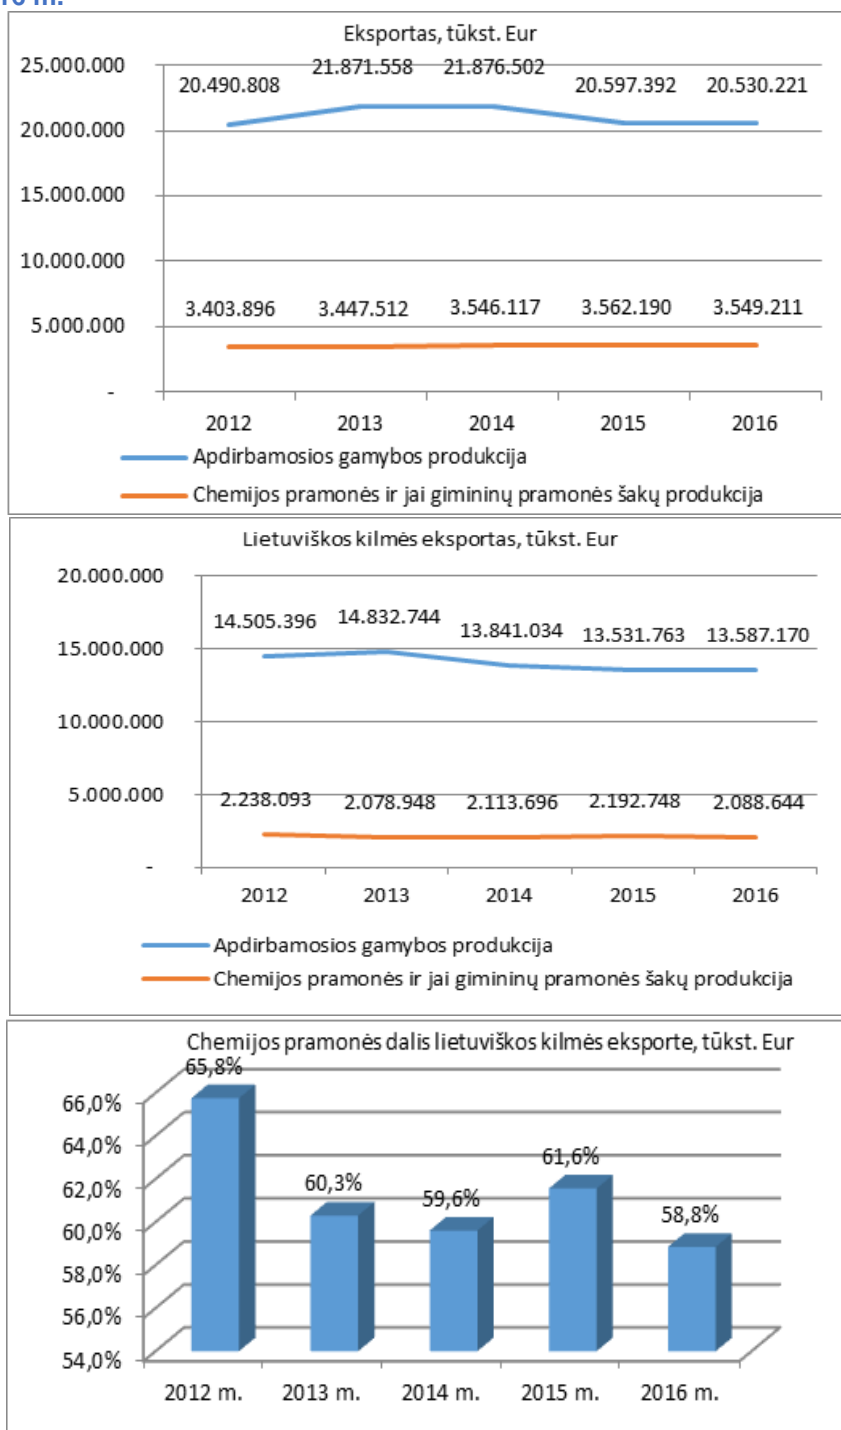 16 m.
Eksportas, tūkst. Eur
25.000.000
20.000.000
15.000.000
10.000.000
5.000.000
-
20.490.808 21.871.558 21.876.502 20.597.392 20.530.221
3.403.896 3.447.512 3.546.117 3.562.190 3.549.211
2012 2013 2014 2015 2016
Apdirbamosios gamybos produkcija
Chemijos pramonės ir jai gimininų pramonės šakų produkcija
Lietuviškos kilmės eksportas, tūkst. Eur
20.000.000
15.000.000
10.000.000
5.000.000
-
14.505.396 14.832.744 13.841.034 13.531.763 13.587.170
2.238.093 2.078.948 2.113.696 2.192.748 2.088.644
2012 2013 2014 2015 2016
Apdirbamosios gamybos produkcija
Chemijos pramonės ir jai gimininų pramonės šakų produkcija
Chemijos pramonės dalis lietuviškos kilmės eksporte, tūkst. Eur
66,0%
64,0%
62,0%
60,0%
58,0%
56,0%
54,0%
65,8% 60,3% 59,6% 61,6% 58,8%
2012 m. 2013 m. 2014 m. 2015 m. 2016 m.